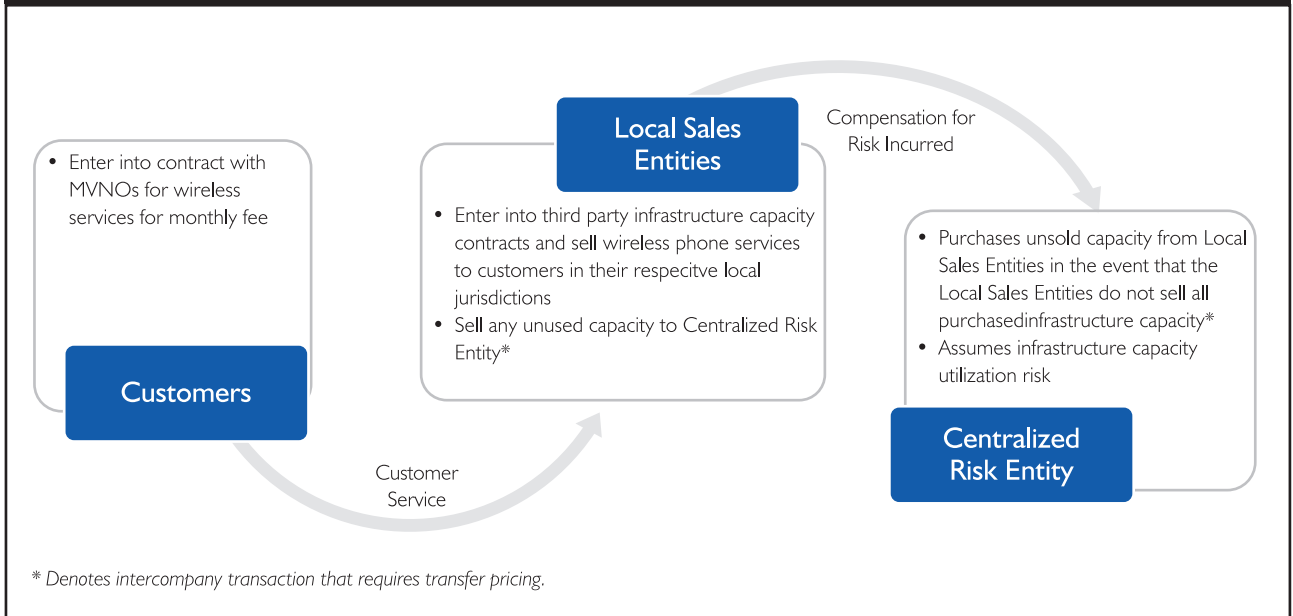 • Enter into contract with
MVNOs for wireless
services for monthly fee
Customers
Customer
Service
Local Sales
Entities
• Enter into third party infrastructure capacity
contracts and sell wireless phone services
to customers in their respecitve local
jurisdictions
• Sell any unused capacity to Centralized Risk
Entity*
Compensation for
Risk Incurred
• Purchases unsold capacity from Local
Sales Entities in the event that the
Local Sales Entities do not sell all
purchasedinfrastructure capacity*
• Assumes infrastructure capacity
utilization risk
Centralized
Risk Entity
* Denotes intercompany transaction that requires transfer pricing.